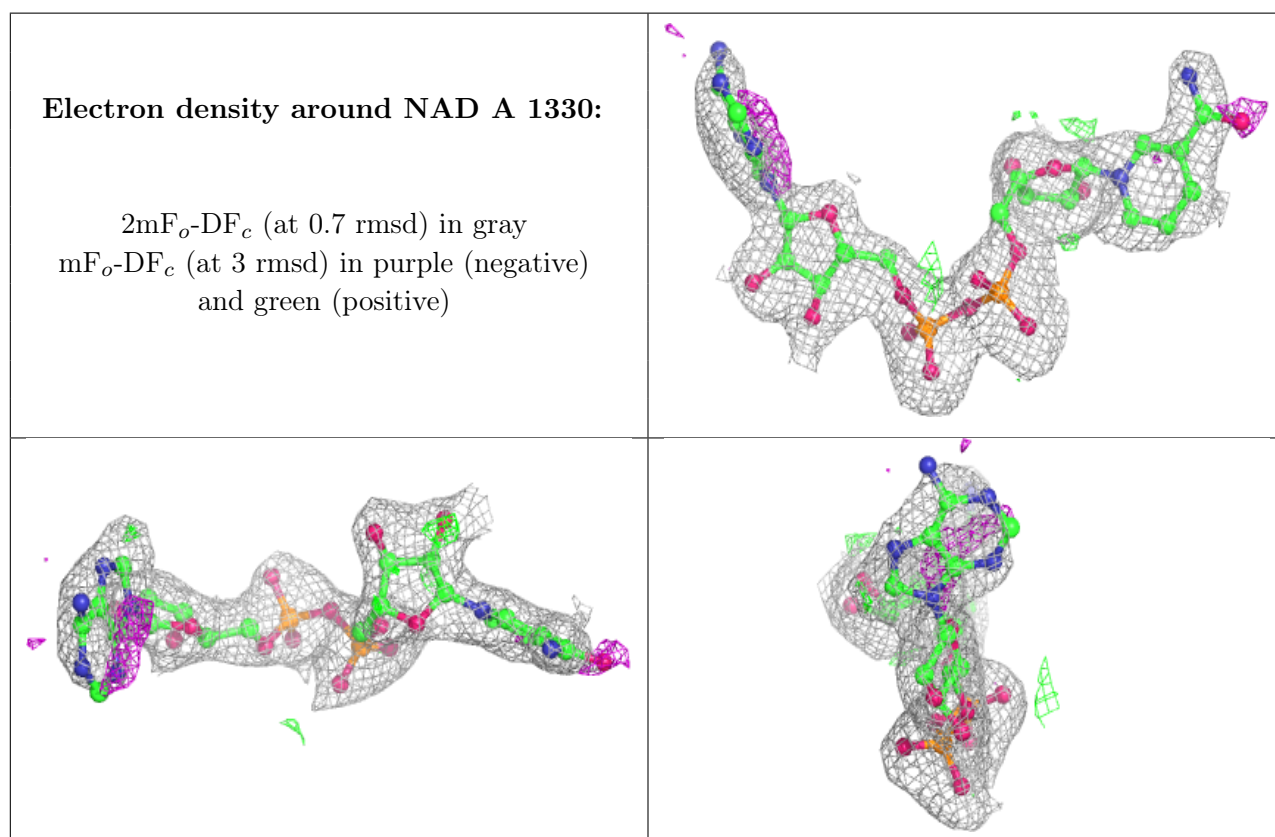 Electron density around NAD A 1330:
2mFo-DFc (at 0.7 rmsd) in gray
mFo-DFc (at 3 rmsd) in purple (negative)
and green (positive)